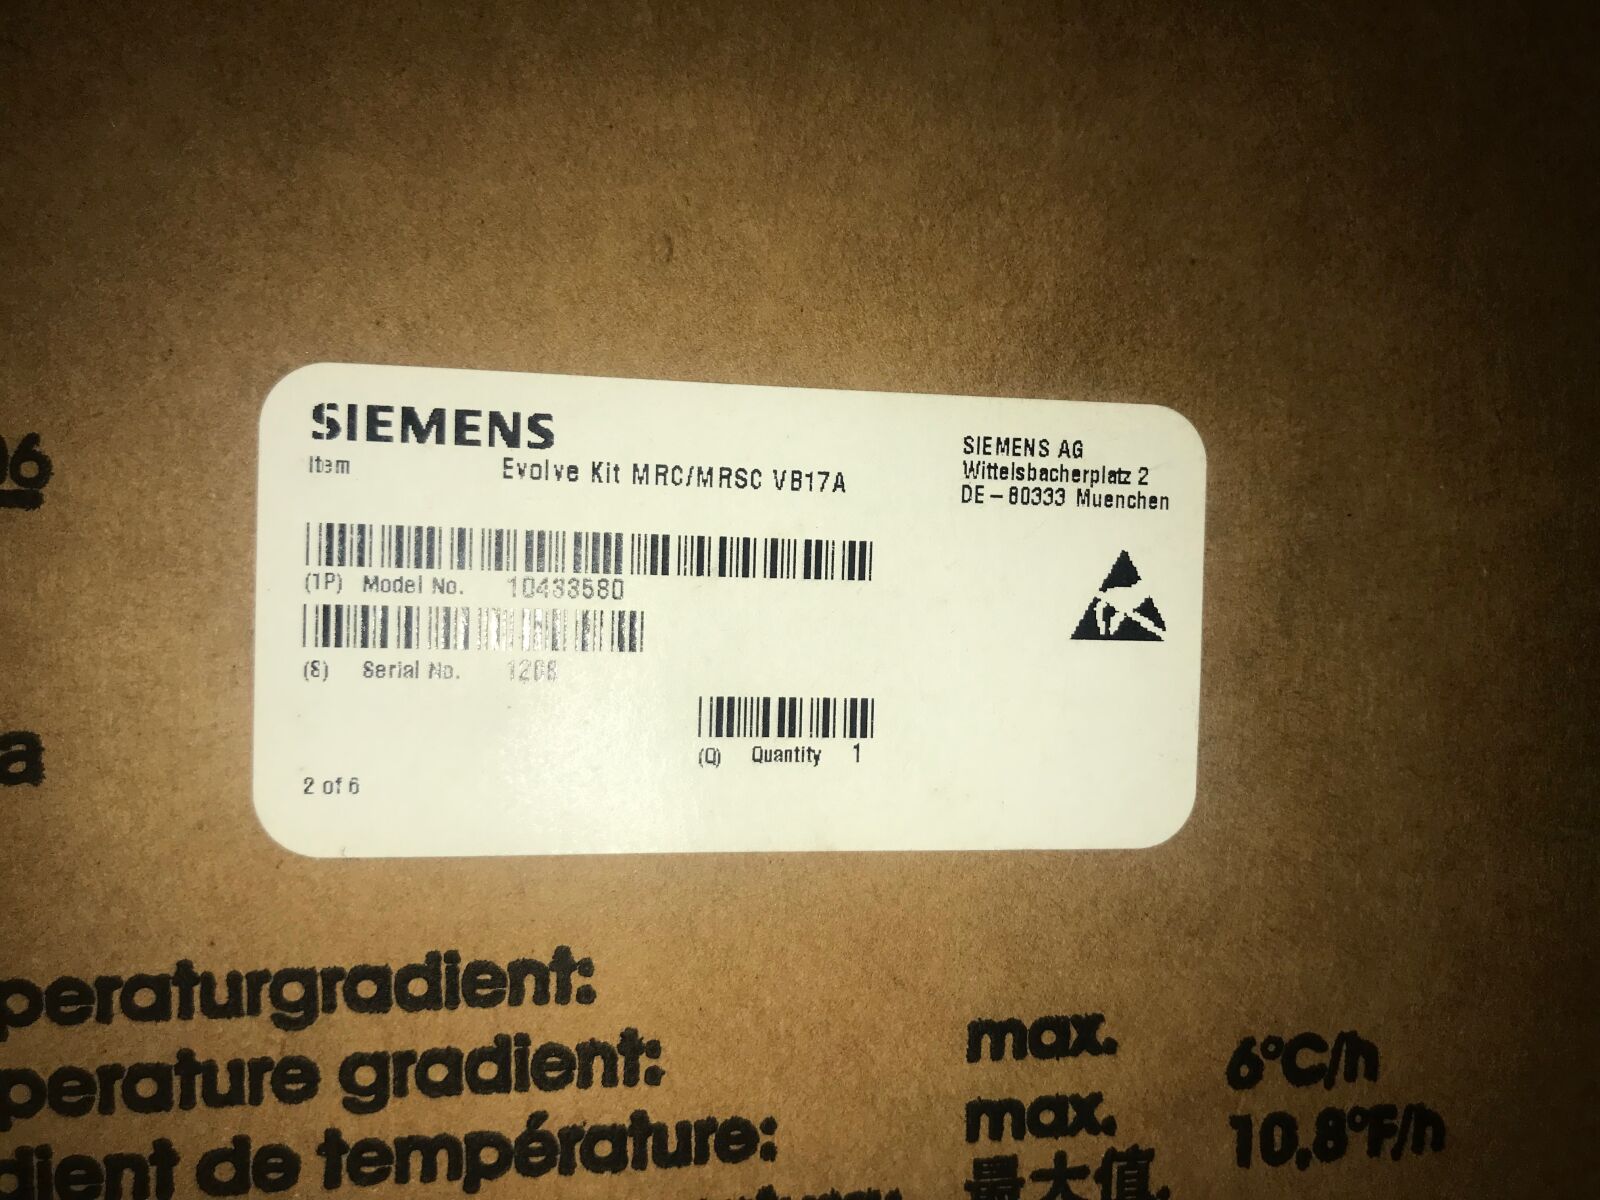 06
SIEMENS
Item Evolve Kit MRC/MRSC VB17A
SIEMENS AG
Wittelsbacherplatz 2
DE-80333 Muenchen
(1P) Model No. 10433580
(S) Serial No.
(Q) Quantity 1
2 of 6
a
peraturgradient:
perature gradient: max. 6°C/h
dient de température: max. 10,8°F/h
最大值.